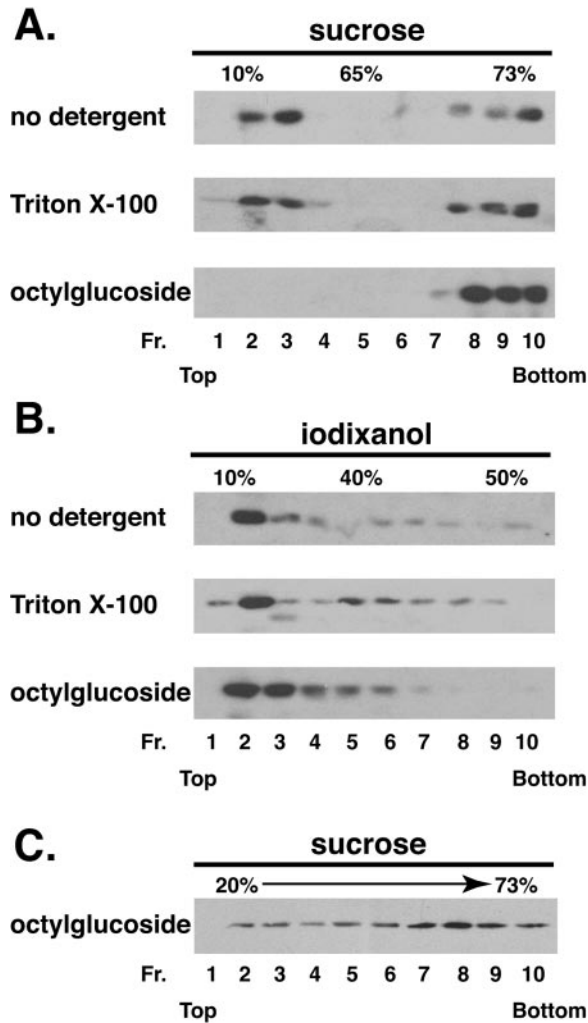 A.
sucrose
10% 65% 73%
no detergent
Triton X-100
octylglucoside
Fr. 1 2 3 4 5 6 7 8 9 10
Top Bottom
B.
iodixanol
10% 40% 50%
no detergent
Triton X-100
octylglucoside
Fr. 1 2 3 4 5 6 7 8 9 10
Top Bottom
C.
sucrose
20% 73%
octylglucoside
Fr. 1 2 3 4 5 6 7 8 9 10
Top Bottom